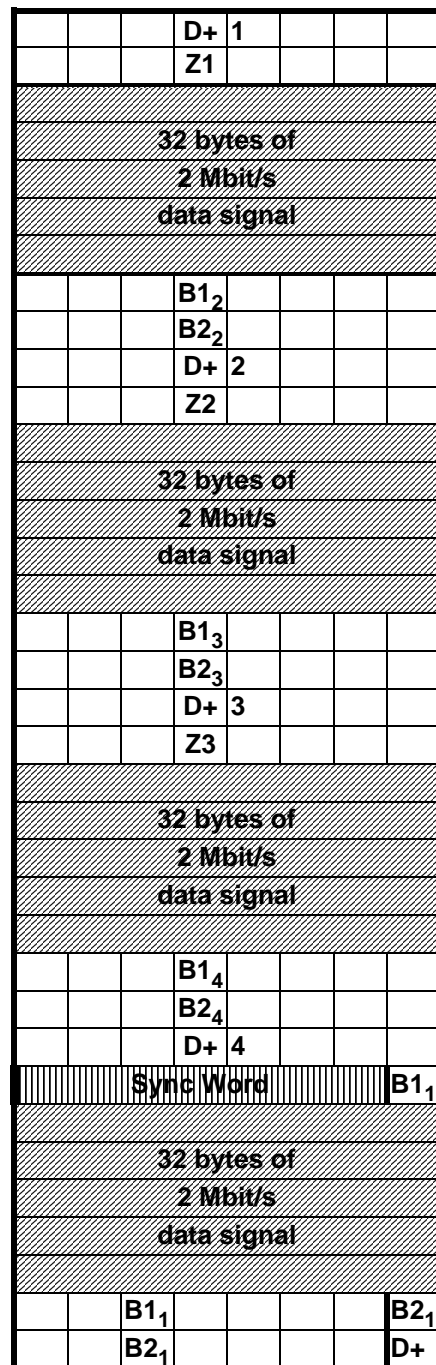 D+ 1
Z1
32 bytes of
2 Mbit/s
data signal
B1₂
B2₂
D+ 2
Z2
32 bytes of
2 Mbit/s
data signal
B1₃
B2₃
D+ 3
Z3
32 bytes of
2 Mbit/s
data signal
B1₄
B2₄
D+ 4
Sync Word B1₁
32 bytes of
2 Mbit/s
data signal
B1₁ B2₁
B2₁ D+